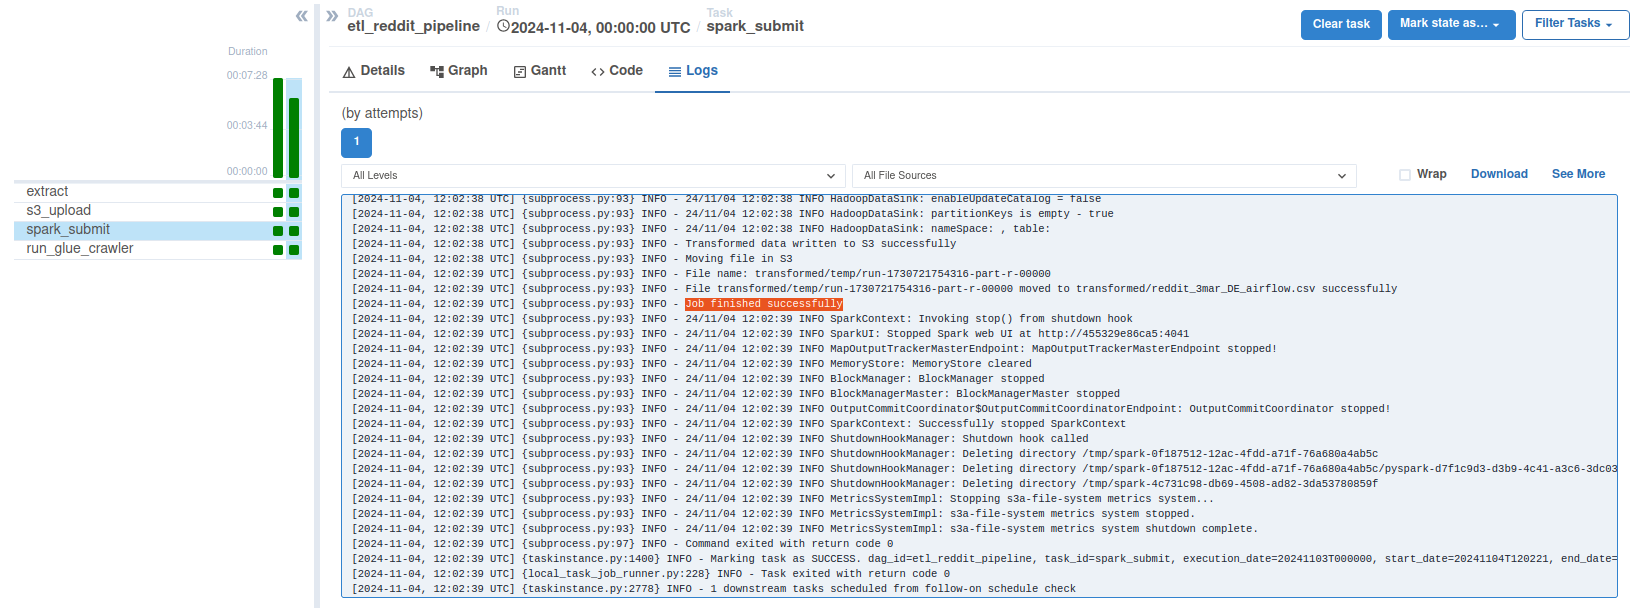 DAG
etl_reddit_pipeline / Run 2024-11-04, 00:00:00 UTC / Task spark_submit
Clear task
Mark state as...
Filter Tasks
Duration
00:07:28
00:03:44
00:00:00
extract
s3_upload
spark_submit
run_glue_crawler
Details
Graph
Gantt
Code
Logs
(by attempts)
1
All Levels
All File Sources
Wrap
Download
See More
[2024-11-04, 12:02:38 UTC] {subprocess.py:93} INFO - 24/11/04 12:02:38 INFO HadoopDataSink: enableUpdateCatalog = false
[2024-11-04, 12:02:38 UTC] {subprocess.py:93} INFO - 24/11/04 12:02:38 INFO HadoopDataSink: partitionKeys is empty - true
[2024-11-04, 12:02:38 UTC] {subprocess.py:93} INFO - 24/11/04 12:02:38 INFO HadoopDataSink: nameSpace: , table:
[2024-11-04, 12:02:38 UTC] {subprocess.py:93} INFO - Transformed data written to S3 successfully
[2024-11-04, 12:02:38 UTC] {subprocess.py:93} INFO - Moving file in S3
[2024-11-04, 12:02:39 UTC] {subprocess.py:93} INFO - File name: transformed/temp/run-1730721754316-part-r-00000
[2024-11-04, 12:02:39 UTC] {subprocess.py:93} INFO - File transformed/temp/run-1730721754316-part-r-00000 moved to transformed/reddit_3mar_DE_airflow.csv successfully
[2024-11-04, 12:02:39 UTC] {subprocess.py:93} INFO - Job finished successfully
[2024-11-04, 12:02:39 UTC] {subprocess.py:93} INFO - 24/11/04 12:02:39 INFO SparkContext: Invoking stop() from shutdown hook
[2024-11-04, 12:02:39 UTC] {subprocess.py:93} INFO - 24/11/04 12:02:39 INFO SparkUI: Stopped Spark web UI at http://455329e86ca5:4041
[2024-11-04, 12:02:39 UTC] {subprocess.py:93} INFO - 24/11/04 12:02:39 INFO MapOutputTrackerMasterEndpoint: MapOutputTrackerMasterEndpoint stopped!
[2024-11-04, 12:02:39 UTC] {subprocess.py:93} INFO - 24/11/04 12:02:39 INFO MemoryStore: MemoryStore cleared
[2024-11-04, 12:02:39 UTC] {subprocess.py:93} INFO - 24/11/04 12:02:39 INFO BlockManager: BlockManager stopped
[2024-11-04, 12:02:39 UTC] {subprocess.py:93} INFO - 24/11/04 12:02:39 INFO BlockManagerMaster: BlockManagerMaster stopped
[2024-11-04, 12:02:39 UTC] {subprocess.py:93} INFO - 24/11/04 12:02:39 INFO OutputCommitCoordinator$OutputCommitCoordinatorEndpoint: OutputCommitCoordinator stopped!
[2024-11-04, 12:02:39 UTC] {subprocess.py:93} INFO - 24/11/04 12:02:39 INFO SparkContext: Successfully stopped SparkContext
[2024-11-04, 12:02:39 UTC] {subprocess.py:93} INFO - 24/11/04 12:02:39 INFO ShutdownHookManager: Shutdown hook called
[2024-11-04, 12:02:39 UTC] {subprocess.py:93} INFO - 24/11/04 12:02:39 INFO ShutdownHookManager: Deleting directory /tmp/spark-0f187512-12ac-4fdd-a71f-76a680a4ab5c
[2024-11-04, 12:02:39 UTC] {subprocess.py:93} INFO - 24/11/04 12:02:39 INFO ShutdownHookManager: Deleting directory /tmp/spark-0f187512-12ac-4fdd-a71f-76a680a4ab5c/pyspark-d7f1c9d3-d3b9-4c41-a3c6-3dc03
[2024-11-04, 12:02:39 UTC] {subprocess.py:93} INFO - 24/11/04 12:02:39 INFO ShutdownHookManager: Deleting directory /tmp/spark-4c731c98-db69-4508-ad82-3da53780859f
[2024-11-04, 12:02:39 UTC] {subprocess.py:93} INFO - 24/11/04 12:02:39 INFO MetricsSystemImpl: Stopping s3a-file-system metrics system...
[2024-11-04, 12:02:39 UTC] {subprocess.py:93} INFO - 24/11/04 12:02:39 INFO MetricsSystemImpl: s3a-file-system metrics system stopped.
[2024-11-04, 12:02:39 UTC] {subprocess.py:93} INFO - 24/11/04 12:02:39 INFO MetricsSystemImpl: s3a-file-system metrics system shutdown complete.
[2024-11-04, 12:02:39 UTC] {subprocess.py:97} INFO - Command exited with return code 0
[2024-11-04, 12:02:39 UTC] {taskinstance.py:1400} INFO - Marking task as SUCCESS. dag_id=etl_reddit_pipeline, task_id=spark_submit, execution_date=20241103T000000, start_date=20241104T120221, end_date=
[2024-11-04, 12:02:39 UTC] {local_task_job_runner.py:228} INFO - Task exited with return code 0
[2024-11-04, 12:02:39 UTC] {taskinstance.py:2778} INFO - 1 downstream tasks scheduled from follow-on schedule check